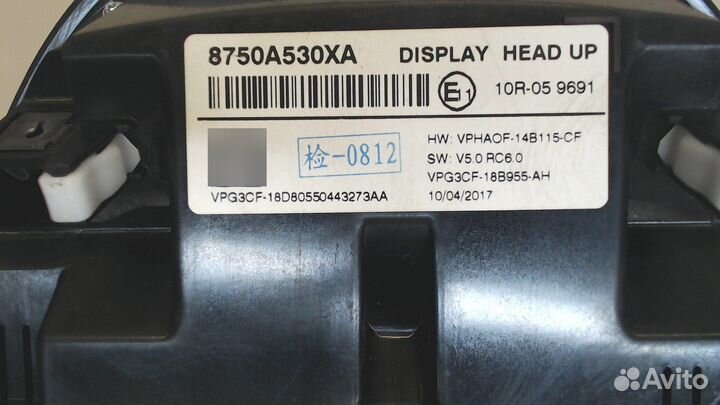 8750A530XA DISPLAY HEAD UP
E11 10R-05 9691
检-0812
HW: VPHAOF-14B115-CF
SW: V5.0 RC6.0
VPG3CF-18B955-AH
VPG3CF-18D80550443273AA 10/04/2017
Avito